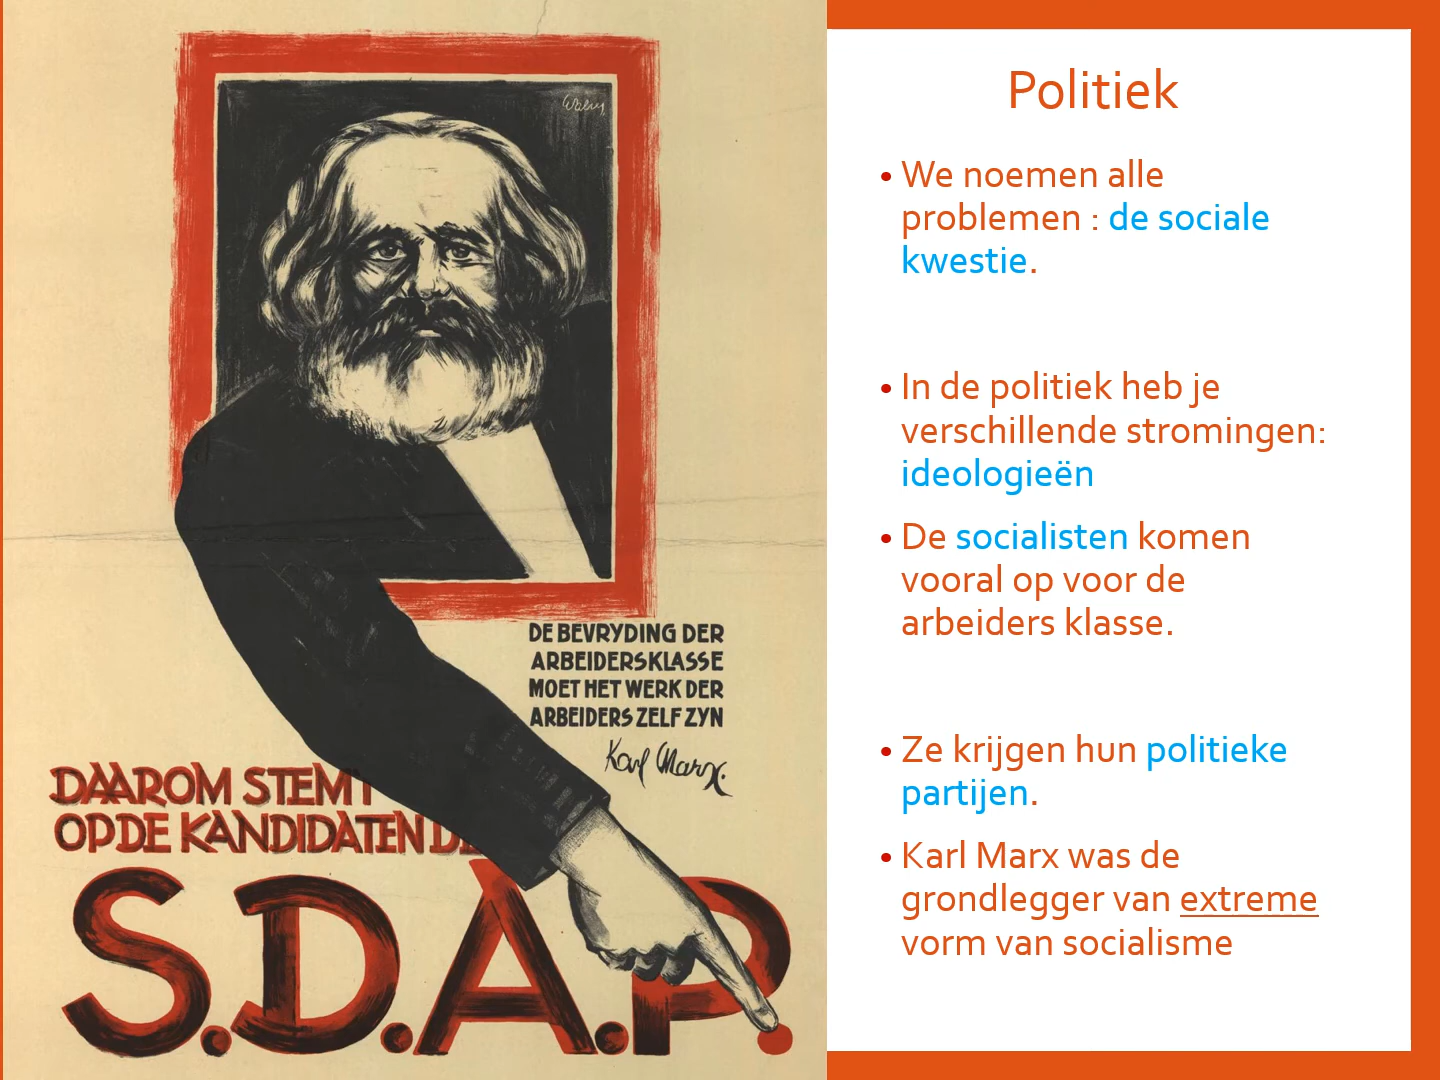 DE BEVRYDING DER
ARBEIDERSKLASSE
MOET HET WERK DER
ARBEIDERS ZELF ZYN
Karl Marx.
DAAROM STEMT
OP DE KANDIDATEN DE
S.D.A.P.
Politiek
• We noemen alle
problemen : de sociale
kwestie.
• In de politiek heb je
verschillende stromingen:
ideologieën
• De socialisten komen
vooral op voor de
arbeiders klasse.
• Ze krijgen hun politieke
partijen.
• Karl Marx was de
grondlegger van extreme
vorm van socialisme